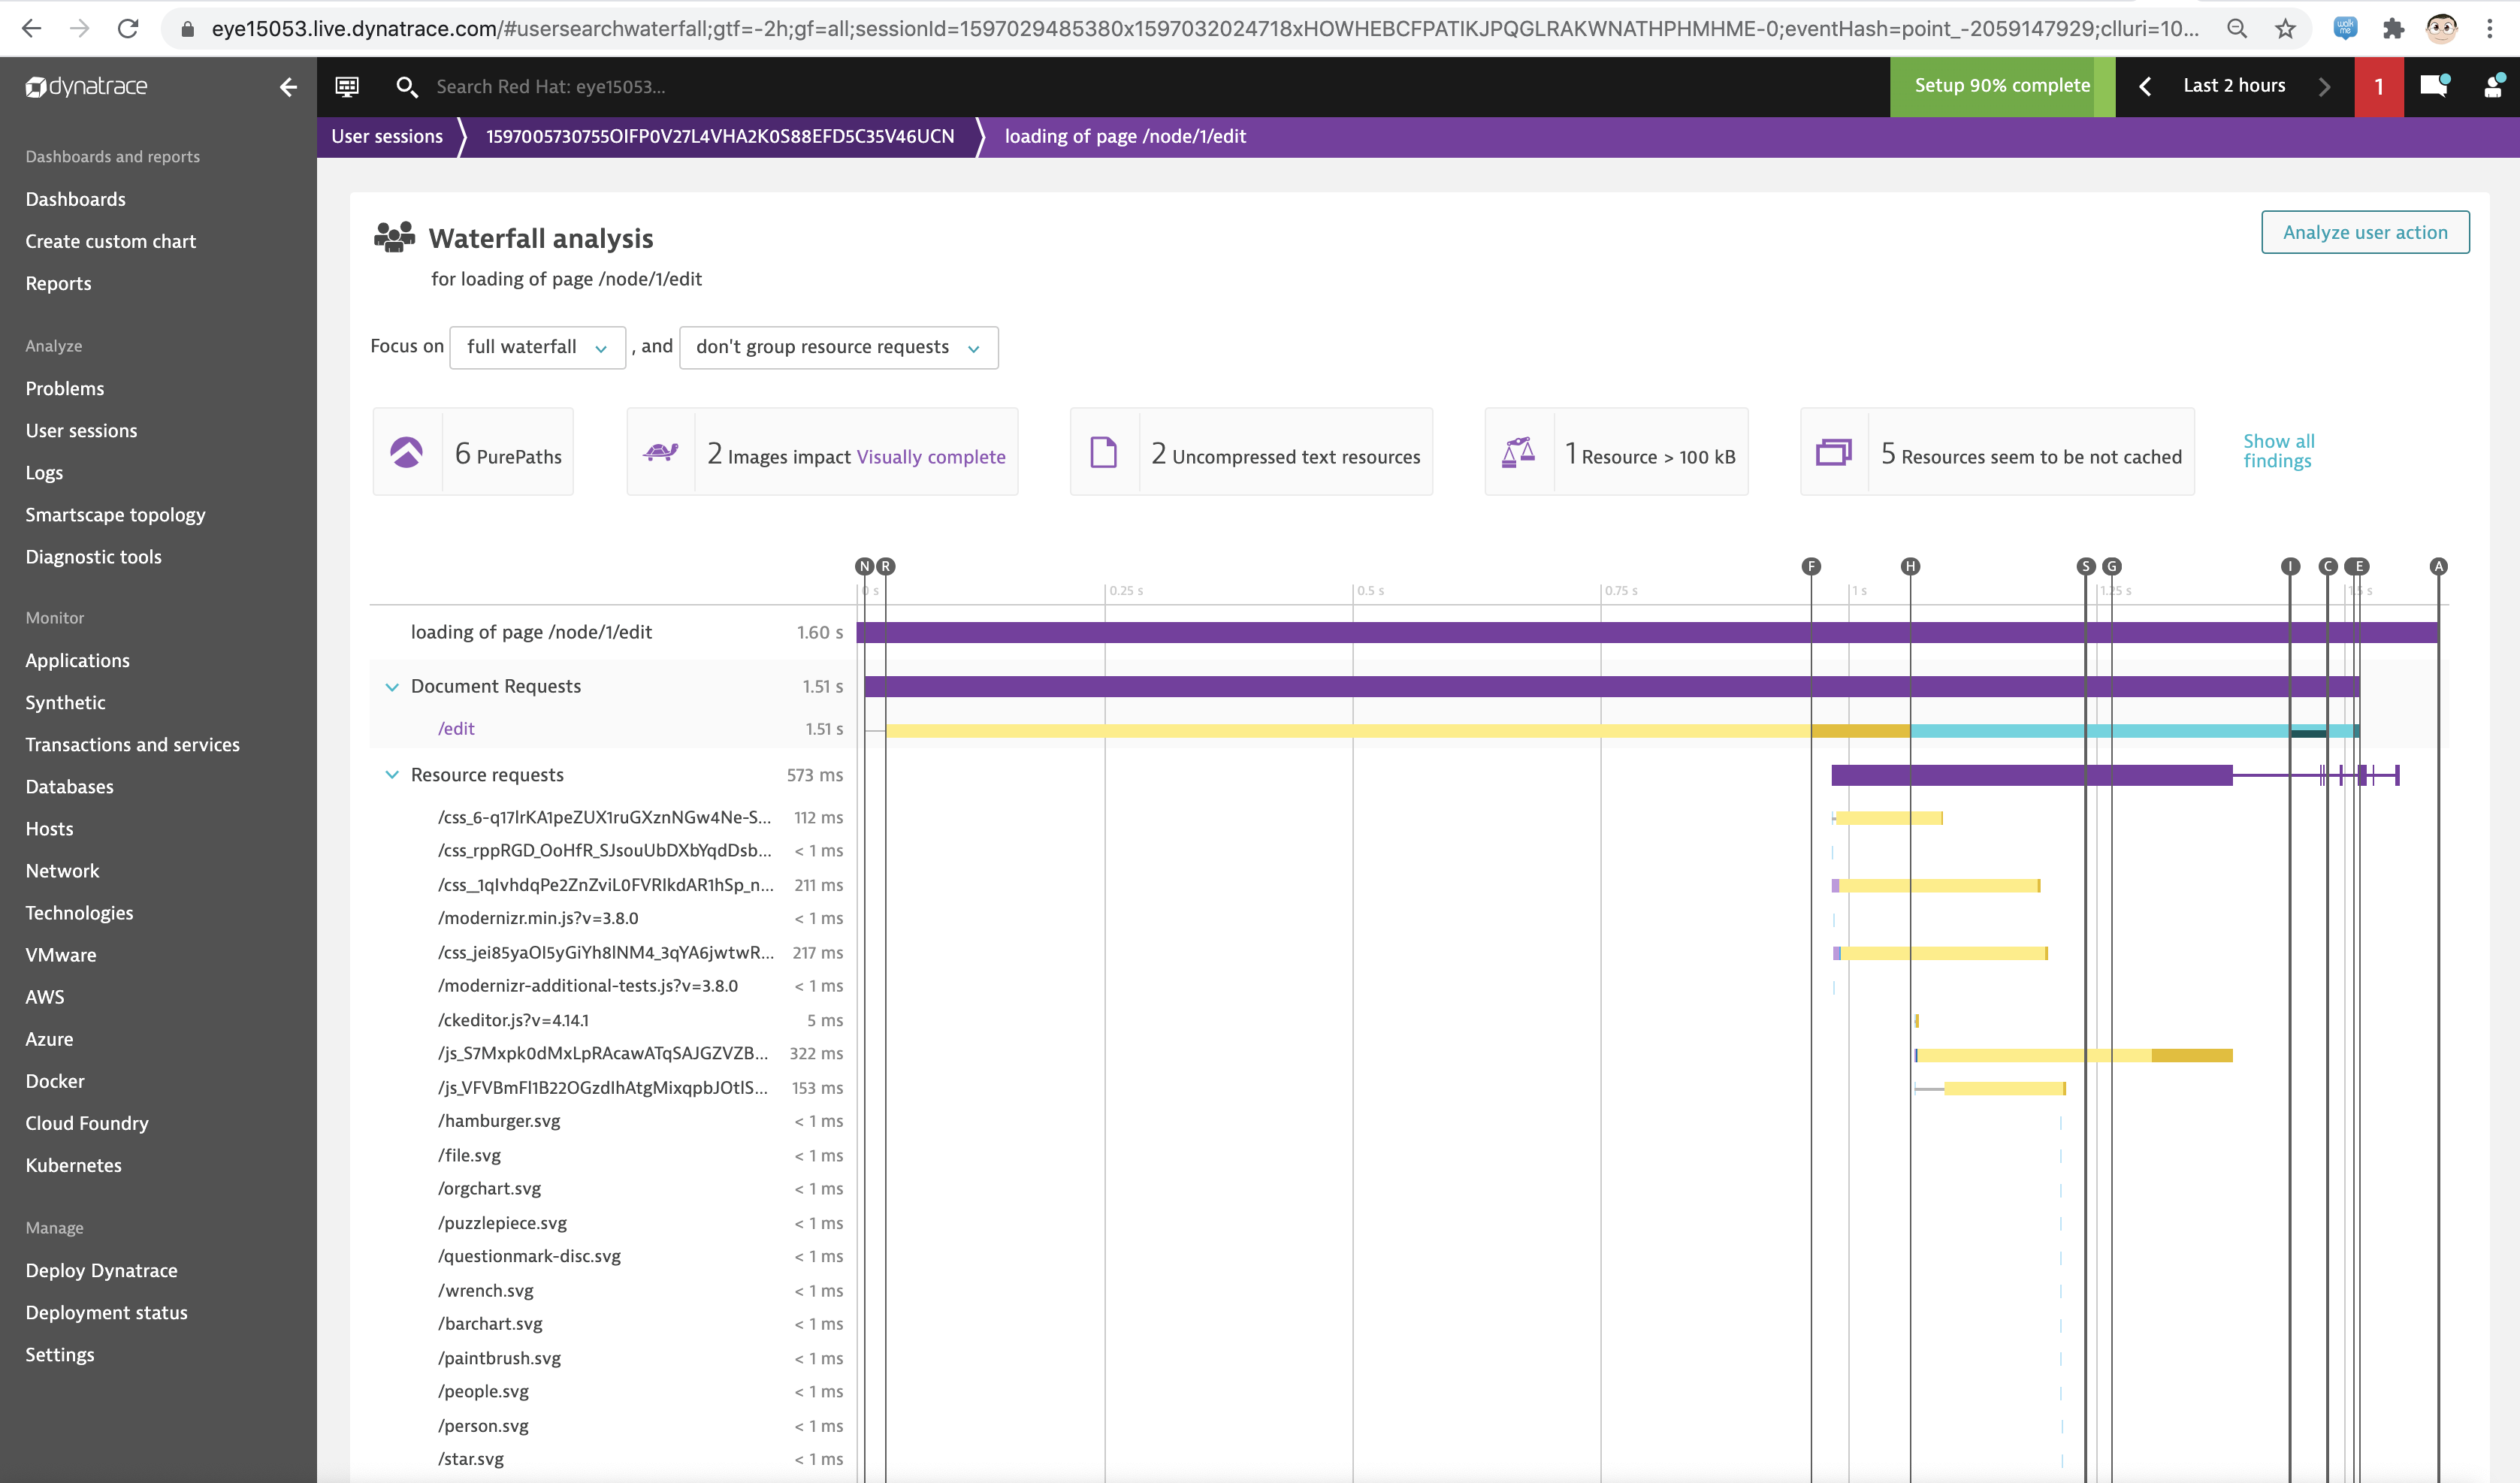 eye15053.live.dynatrace.com/#usersearchwaterfall;gtf=-2h;gf=all;sessionId=1597029485380x1597032024718xHOWHEBCFPATIKJPQGLRAKWNATHPHMHME-0;eventHash=point_-2059147929;clluri=10...
walk me
dynatrace
Search Red Hat: eye15053...
Setup 90% complete
Last 2 hours
1
User sessions
1597005730755OIFP0V27L4VHA2K0S88EFD5C35V46UCN
loading of page /node/1/edit
Dashboards and reports
Dashboards
Create custom chart
Reports
Analyze
Problems
User sessions
Logs
Smartscape topology
Diagnostic tools
Monitor
Applications
Synthetic
Transactions and services
Databases
Hosts
Network
Technologies
VMware
AWS
Azure
Docker
Cloud Foundry
Kubernetes
Manage
Deploy Dynatrace
Deployment status
Settings
Waterfall analysis
for loading of page /node/1/edit
Analyze user action
Focus on full waterfall , and don't group resource requests
6 PurePaths
2 Images impact Visually complete
2 Uncompressed text resources
1 Resource > 100 kB
5 Resources seem to be not cached
Show all
findings
N R F H S G I C E A
0 s 0.25 s 0.5 s 0.75 s 1 s 1.25 s 1.5 s
loading of page /node/1/edit 1.60 s
Document Requests 1.51 s
/edit 1.51 s
Resource requests 573 ms
/css_6-q17lrKA1peZUX1ruGXznNGw4Ne-S... 112 ms
/css_rppRGD_OoHfR_SJsouUbDXbYqdDsb... < 1 ms
/css__1qIvhdqPe2ZnZviL0FVRIkdAR1hSp_n... 211 ms
/modernizr.min.js?v=3.8.0 < 1 ms
/css_jei85yaOI5yGiYh8lNM4_3qYA6jwtwR... 217 ms
/modernizr-additional-tests.js?v=3.8.0 < 1 ms
/ckeditor.js?v=4.14.1 5 ms
/js_S7Mxpk0dMxLpRAcawATqSAJGZVZB... 322 ms
/js_VFVBmFl1B22OGzdIhAtgMixqpbJOtlS... 153 ms
/hamburger.svg < 1 ms
/file.svg < 1 ms
/orgchart.svg < 1 ms
/puzzlepiece.svg < 1 ms
/questionmark-disc.svg < 1 ms
/wrench.svg < 1 ms
/barchart.svg < 1 ms
/paintbrush.svg < 1 ms
/people.svg < 1 ms
/person.svg < 1 ms
/star.svg < 1 ms